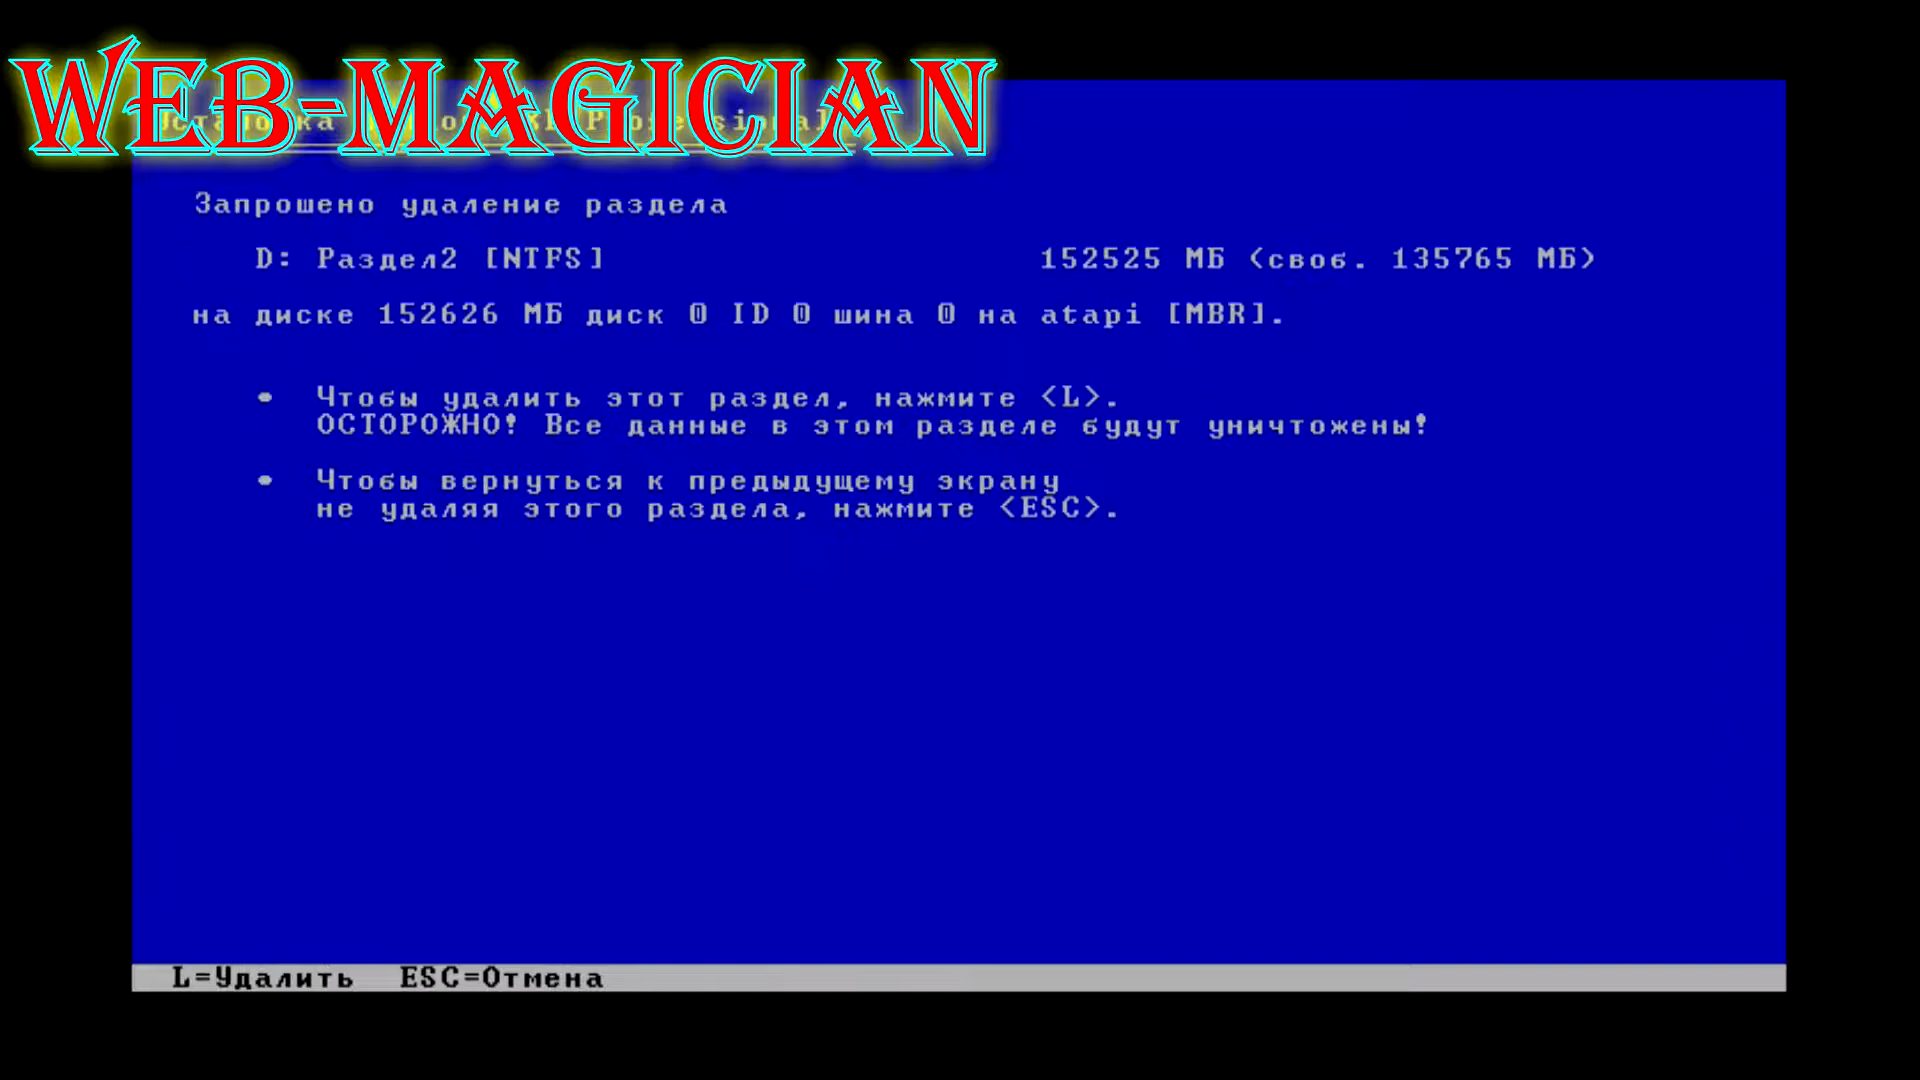 WEB-MAGICIAN
Запрошено удаление раздела
D: Раздел2 [NTFS] 152525 МБ (своб. 135765 МБ)
на диске 152626 МБ диск 0 ID 0 шина 0 на atapi [MBR].
• Чтобы удалить этот раздел, нажмите <L>.
ОСТОРОЖНО! Все данные в этом разделе будут уничтожены!
• Чтобы вернуться к предыдущему экрану
не удаляя этого раздела, нажмите <ESC>.
L=Удалить ESC=Отмена